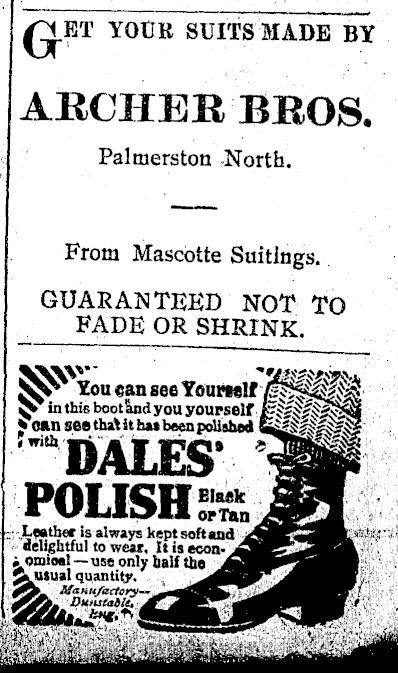 GET YOUR SUITS MADE BY
ARCHER BROS.
Palmerston North.
From Mascotte Suitings.
GUARANTEED NOT TO
FADE OR SHRINK.
You can see Yourself
in this boot and you yourself
can see that it has been polished
with
DALES'
POLISH Black
or Tan
Leather is always kept soft and
delightful to wear. It is econ-
omical — use only half the
usual quantity.
Manufactory—
Dunstable,
Eng.